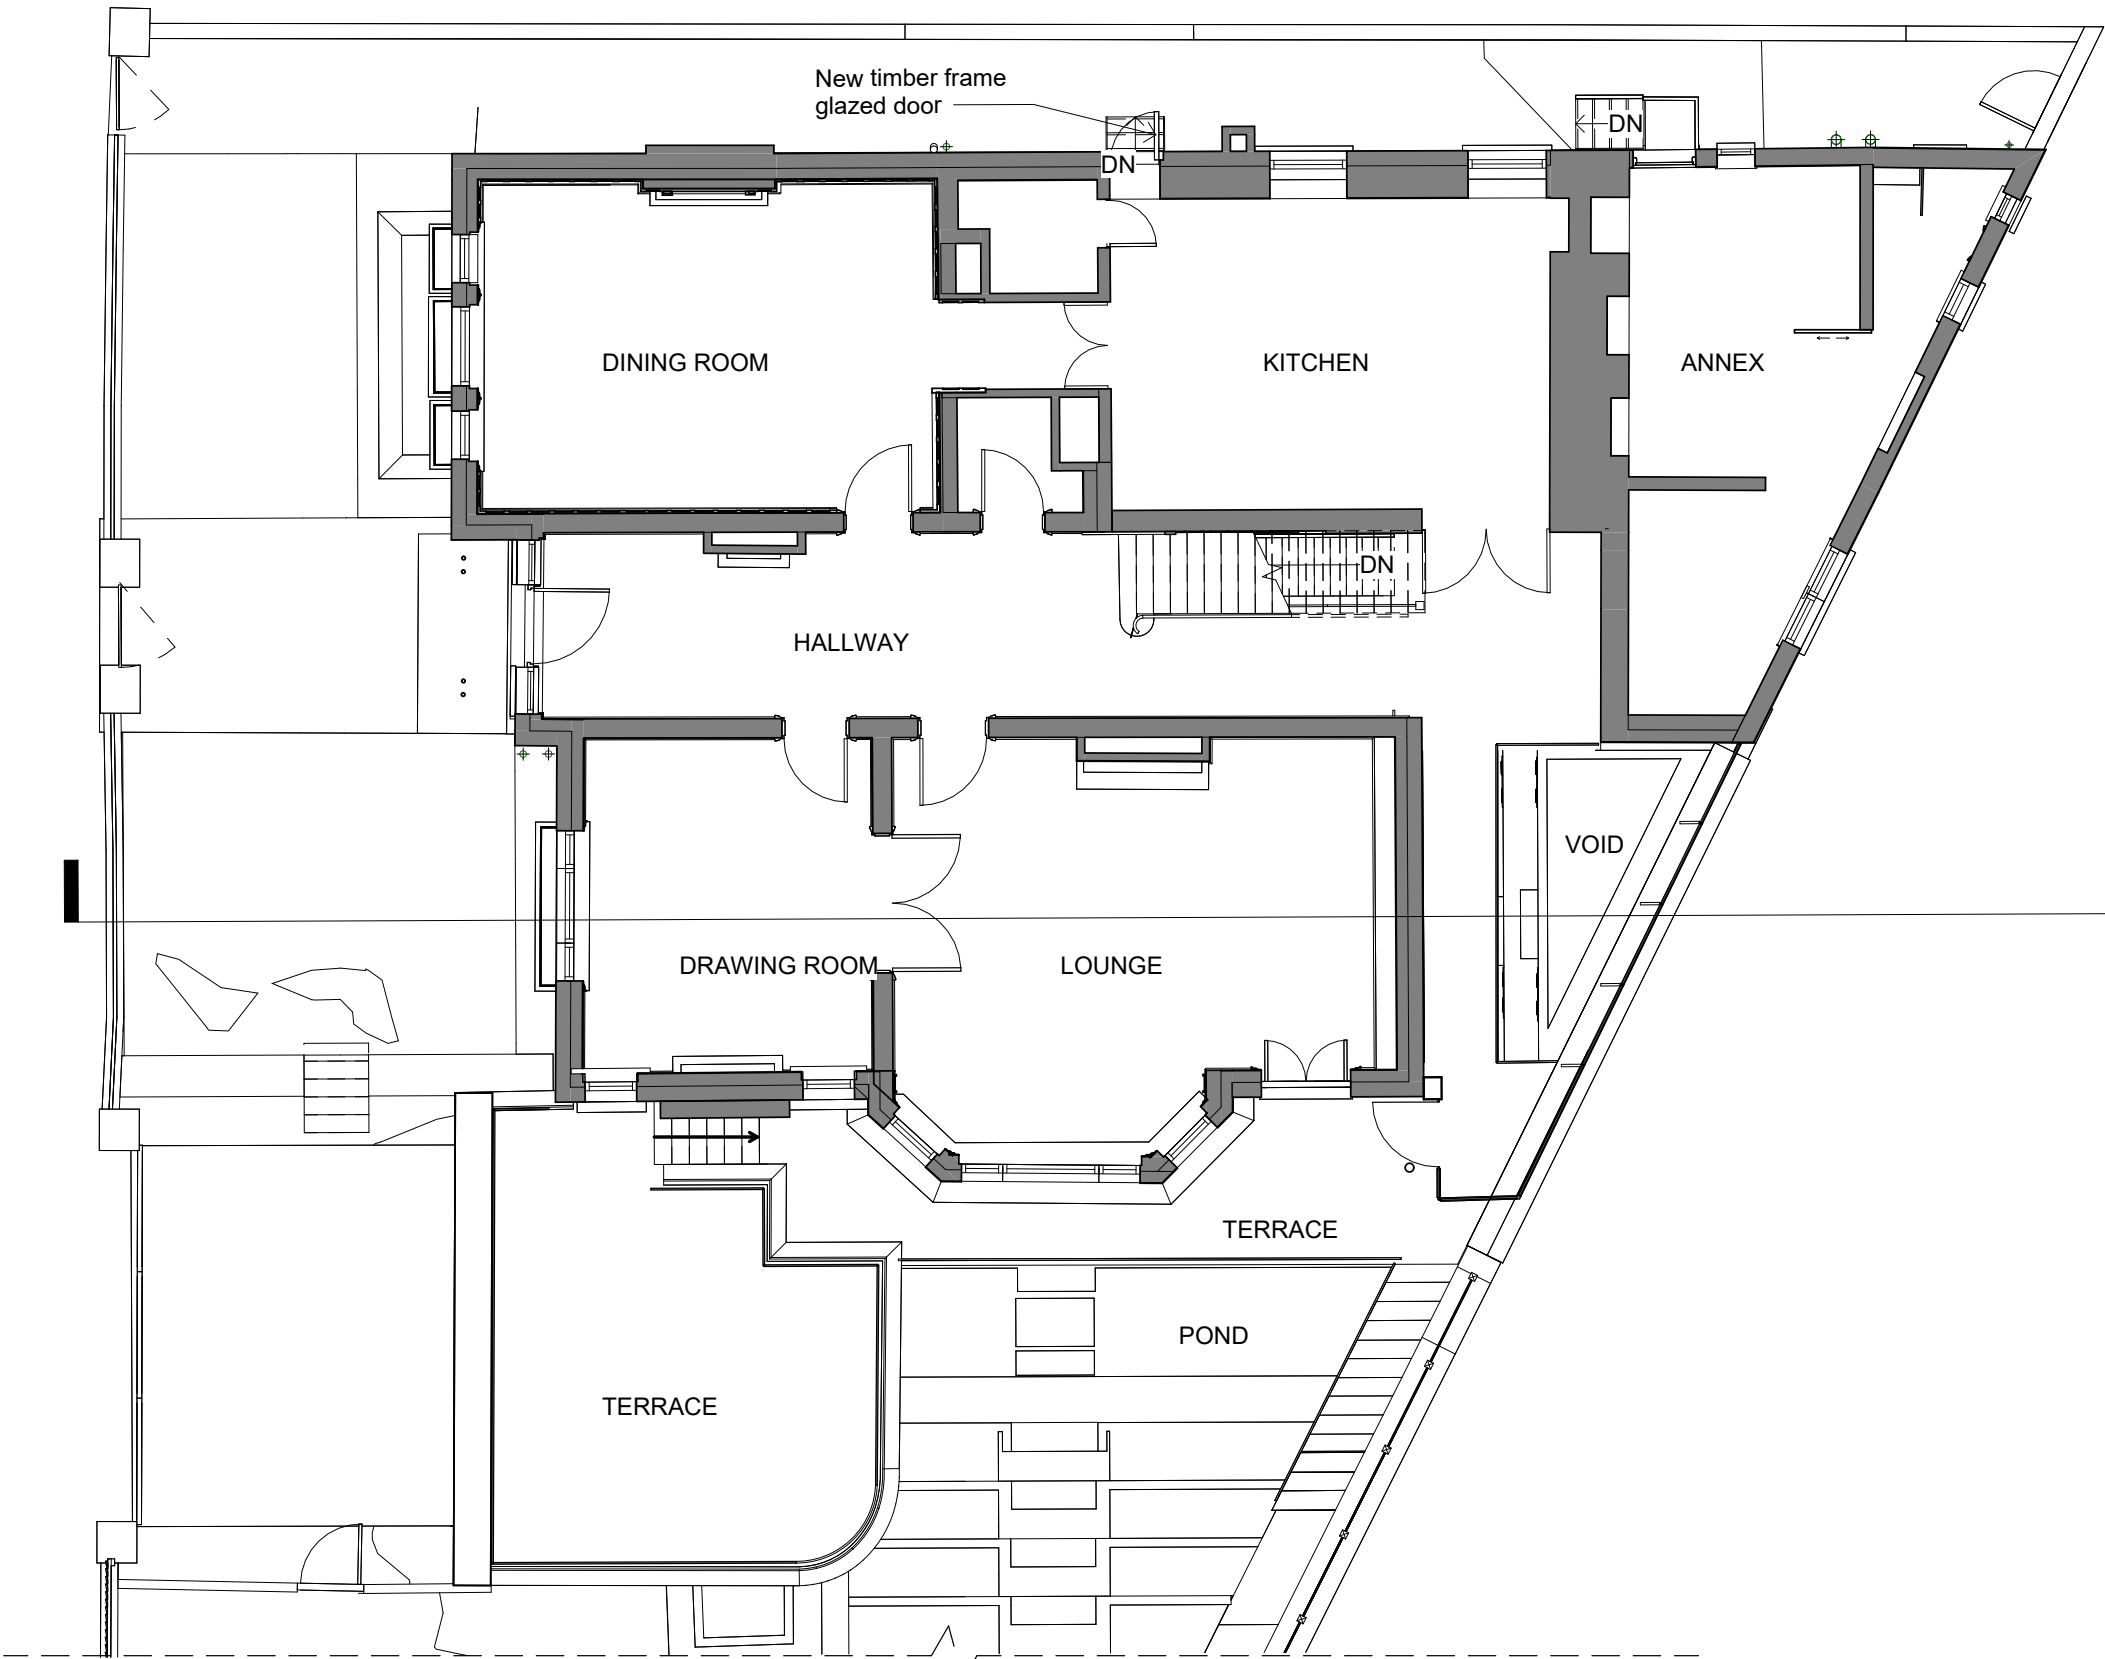 New timber frame
glazed door
DN
DN
DINING ROOM
KITCHEN
ANNEX
DN
HALLWAY
VOID
DRAWING ROOM
LOUNGE
TERRACE
POND
TERRACE